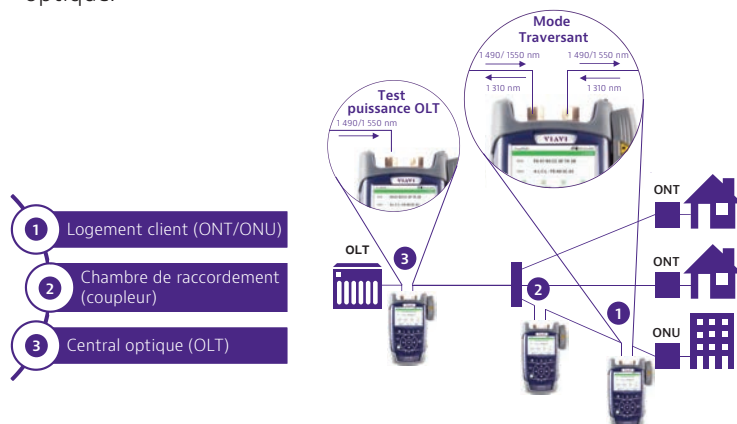 optique.
Mode
Traversant
1 490/1550 nm
1 490/1 550 nm
1 310 nm
1 310 nm
Test
puissance OLT
1 490/1 550 nm
VIAVI
VIAVI
1 Logement client (ONT/ONU)
2 Chambre de raccordement
(coupleur)
3 Central optique (OLT)
OLT
3
2
1
ONT
ONT
ONU